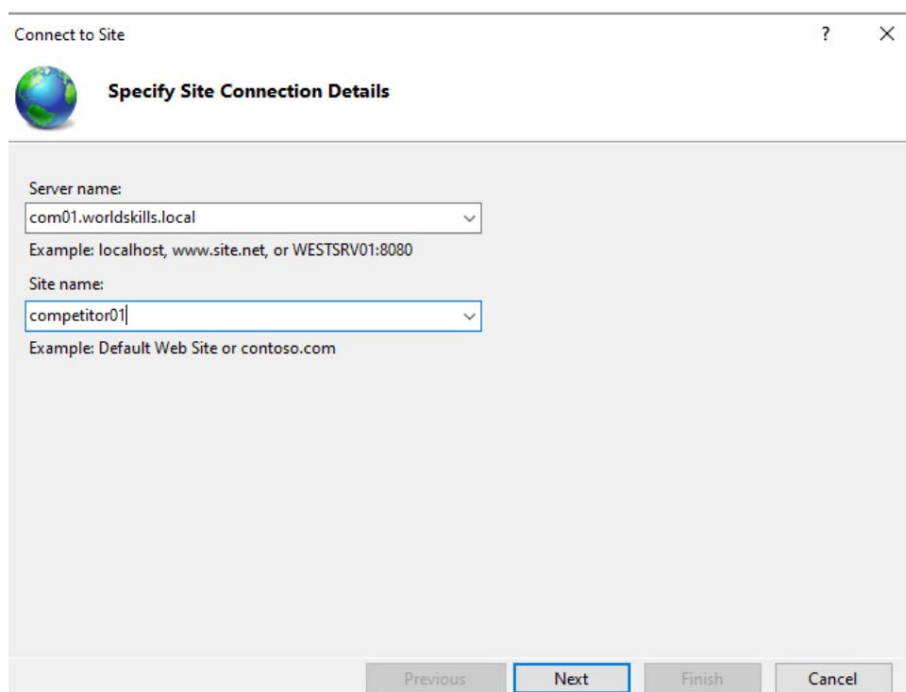 Connect to Site
?
Specify Site Connection Details
Server name:
com01.worldskills.local
Example: localhost, www.site.net, or WESTSRV01:8080
Site name:
competitor01
Example: Default Web Site or contoso.com
Previous Next Finish Cancel